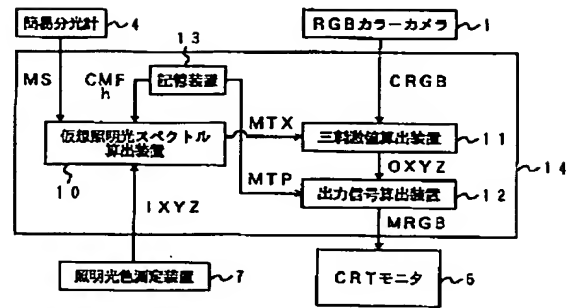 簡易分光計 4
RGBカラーカメラ 1
13
MS
CMF
h
記憶装置
CRGB
仮想照明光スペクトル
算出装置
MTX
三刺激値算出装置 11
10
OXYZ
14
MTP
出力信号算出装置 12
IXYZ
MRGB
照明光色測定装置 7
CRTモニタ 6